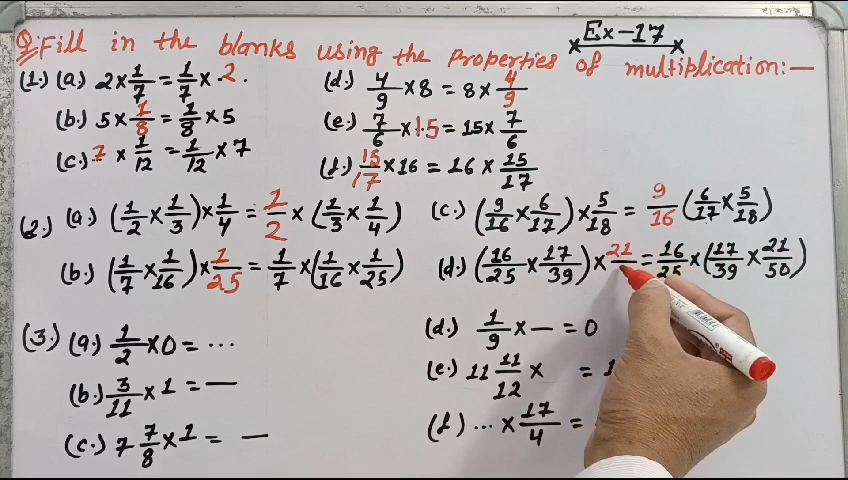 Ex-17
Q: Fill in the blanks using the Properties of multiplication:—
(1.) (a.) 2 × 1/7 = 1/7 × 2.
(b.) 5 × 1/8 = 1/8 × 5
(c.) 7 × 1/12 = 1/12 × 7
(d.) 4/9 × 8 = 8 × 4/9
(e.) 7/6 × 15 = 15 × 7/6
(f.) 15/17 × 16 = 16 × 15/17
(2.) (a.) (1/2 × 1/3) × 1/4 = 1/2 × (1/3 × 1/4)
(b.) (1/7 × 1/16) × 1/25 = 1/7 × (1/16 × 1/25)
(c.) (9/16 × 6/17) × 5/18 = 9/16 (6/17 × 5/18)
(d.) (16/25 × 17/39) × 21/ = 16/25 × (17/39 × 21/50)
(3.) (a.) 1/2 × 0 = ...
(b.) 3/11 × 1 = —
(c.) 7 7/8 × 1 = —
(d.) 1/9 × — = 0
(e.) 11 11/12 × = 1
(f.) ... × 17/4 =